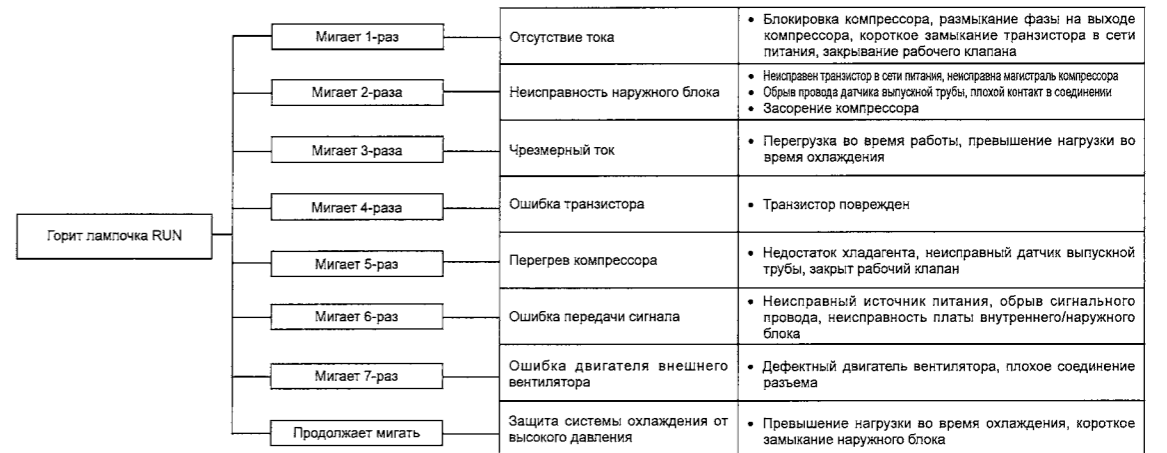 Горит лампочка RUN
Мигает 1-раз
Отсутствие тока
• Блокировка компрессора, размыкание фазы на выходе
компрессора, короткое замыкание транзистора в сети
питания, закрывание рабочего клапана
Мигает 2-раза
Неисправность наружного блока
• Неисправен транзистор в сети питания, неисправна магистраль компрессора
• Обрыв провода датчика выпускной трубы, плохой контакт в соединении
• Засорение компрессора
Мигает 3-раза
Чрезмерный ток
• Перегрузка во время работы, превышение нагрузки во
время охлаждения
Мигает 4-раза
Ошибка транзистора
• Транзистор поврежден
Мигает 5-раз
Перегрев компрессора
• Недостаток хладагента, неисправный датчик выпускной
трубы, закрыт рабочий клапан
Мигает 6-раз
Ошибка передачи сигнала
• Неисправный источник питания, обрыв сигнального
провода, неисправность платы внутреннего/наружного
блока
Мигает 7-раз
Ошибка двигателя внешнего
вентилятора
• Дефектный двигатель вентилятора, плохое соединение
разъема
Продолжает мигать
Защита системы охлаждения от
высокого давления
• Превышение нагрузки во время охлаждения, короткое
замыкание наружного блока